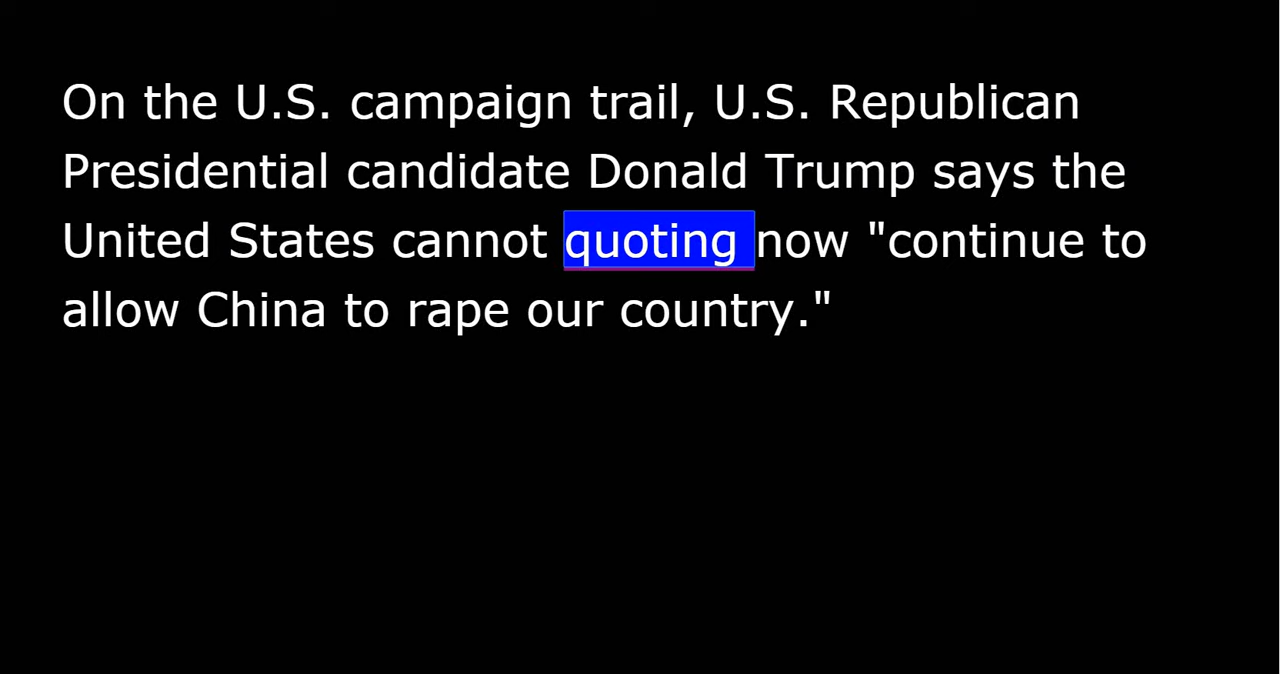 On the U.S. campaign trail, U.S. Republican
Presidential candidate Donald Trump says the
United States cannot quoting now "continue to
allow China to rape our country."